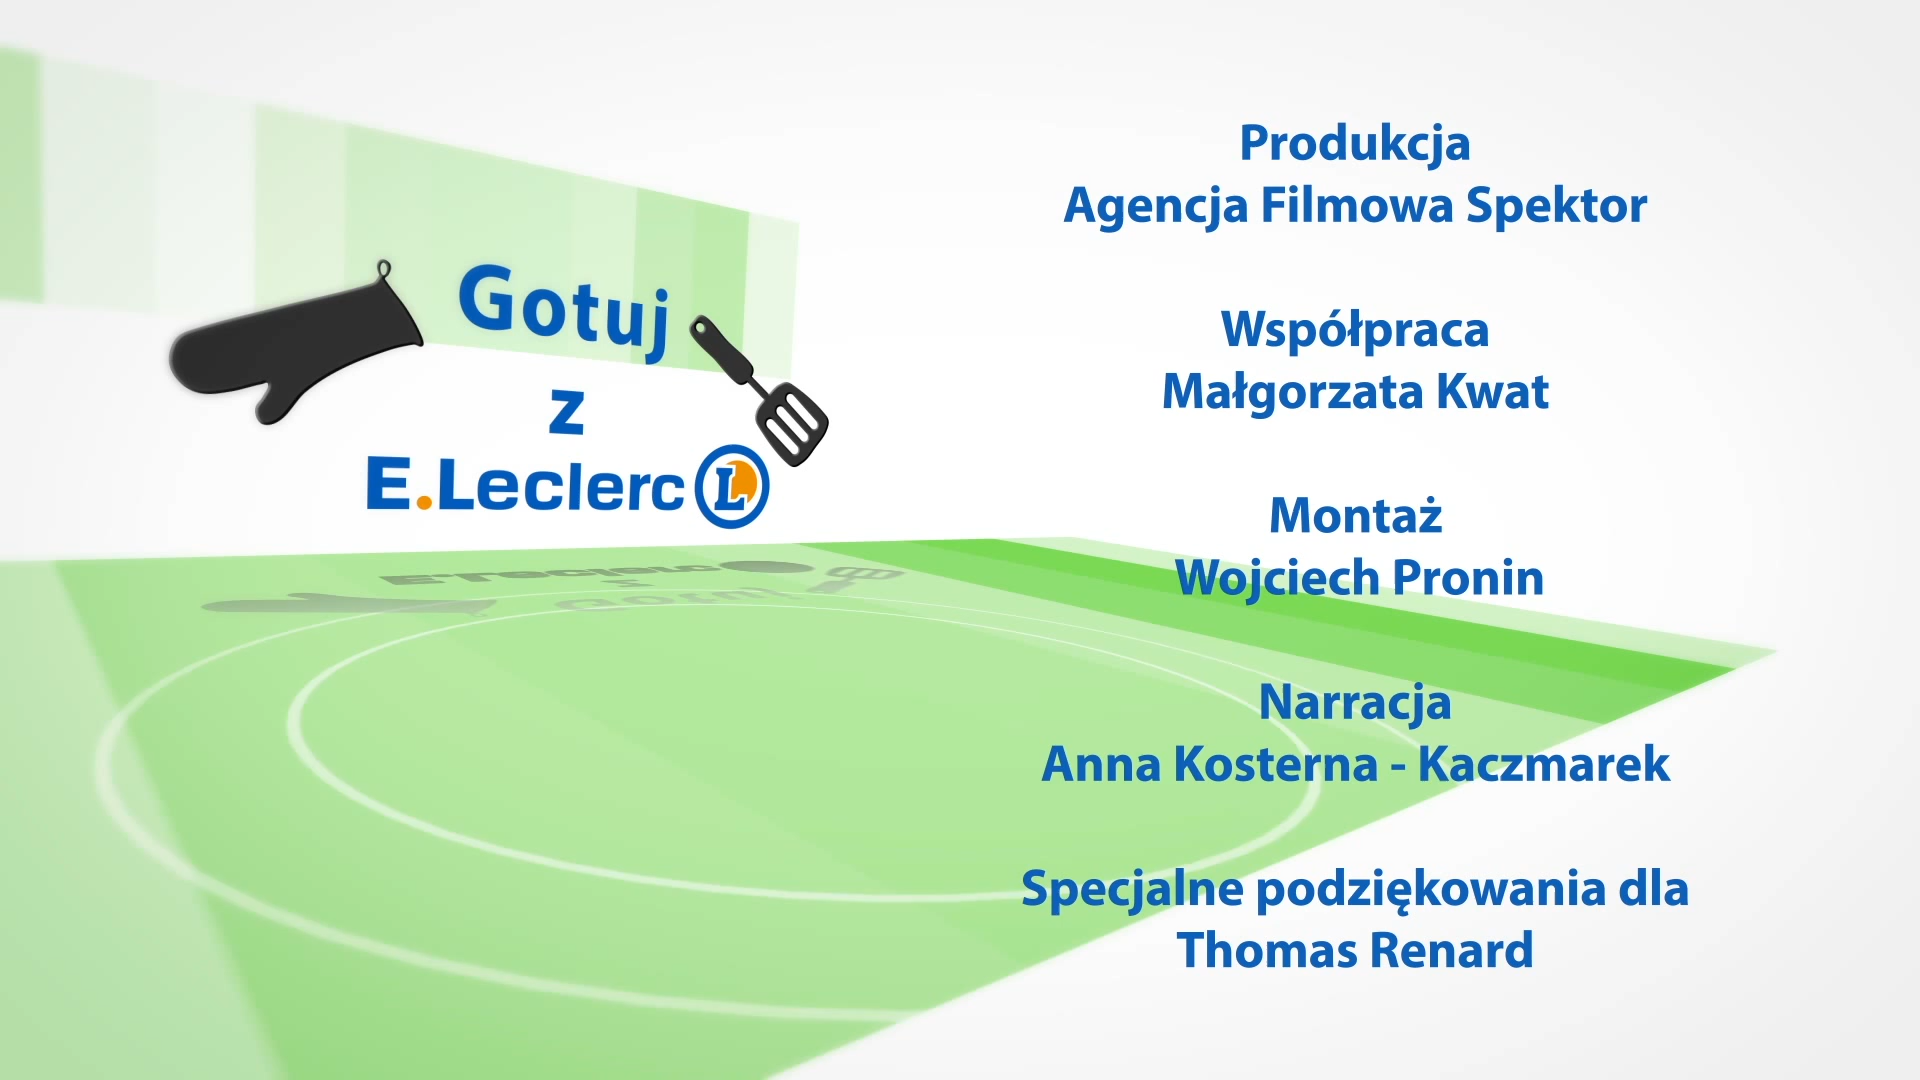 Gotuj
z
E.Leclerc L
Produkcja
Agencja Filmowa Spektor
Współpraca
Małgorzata Kwat
Montaż
Wojciech Pronin
Narracja
Anna Kosterna - Kaczmarek
Specjalne podziękowania dla
Thomas Renard